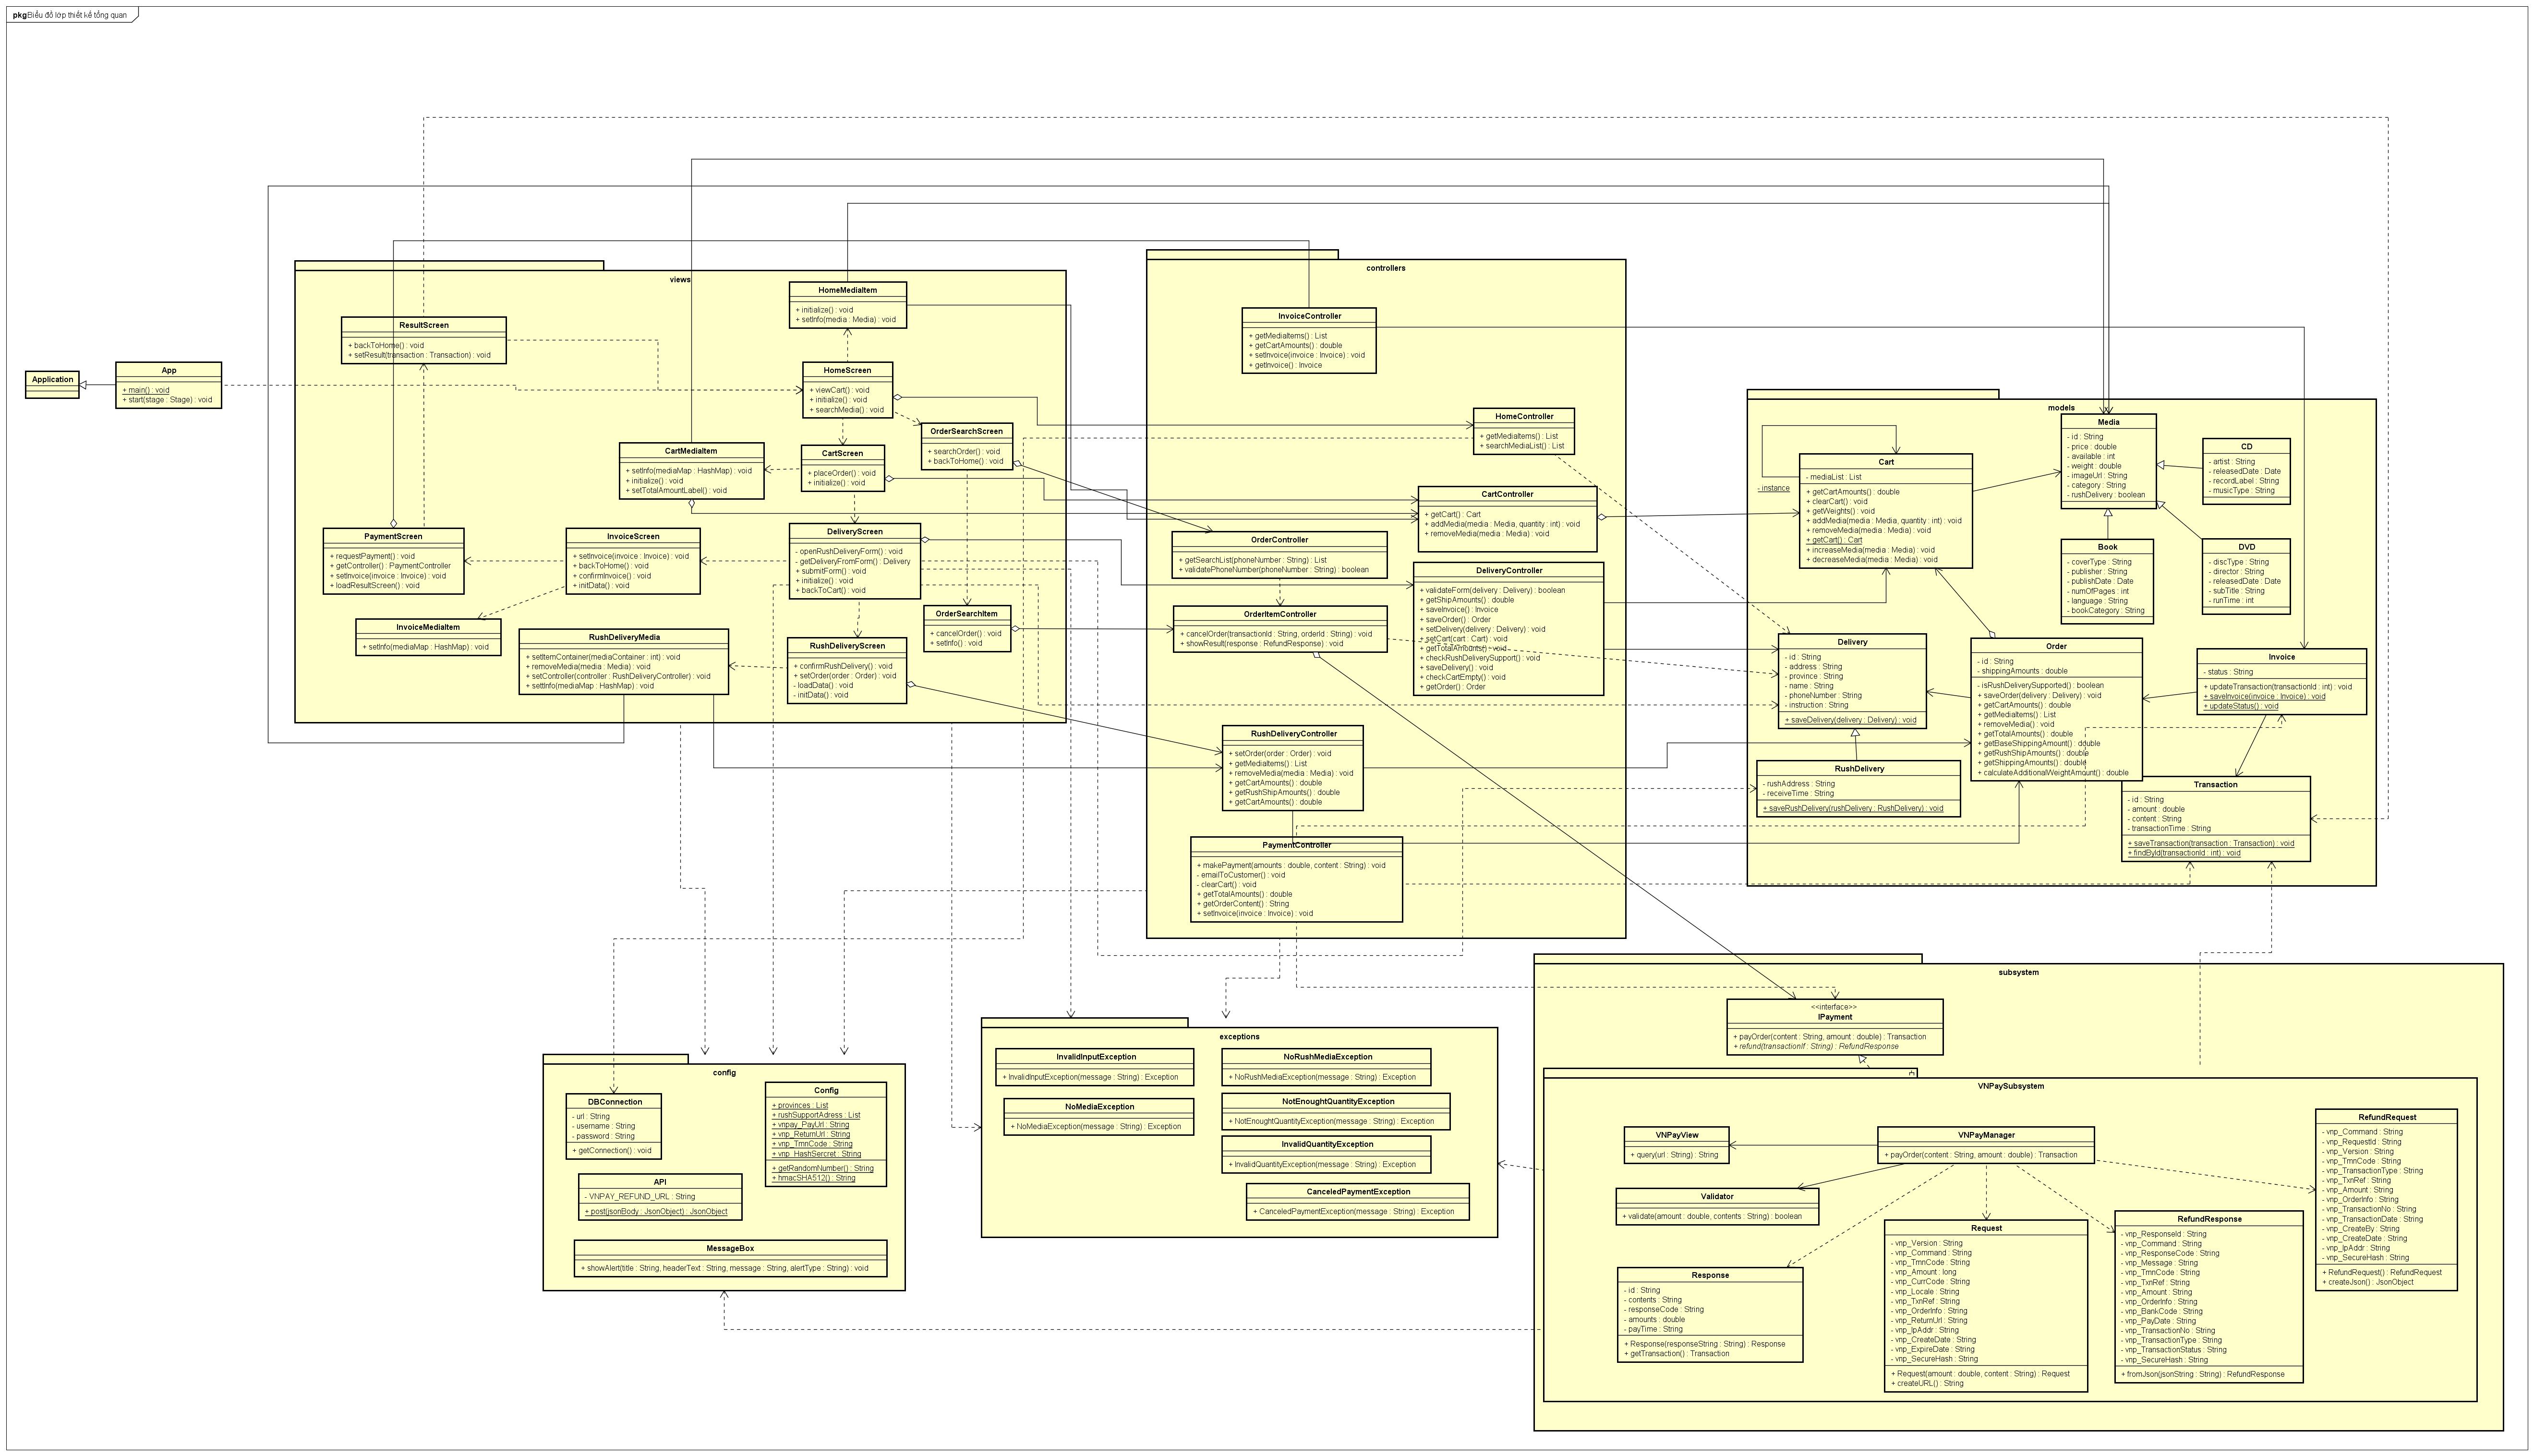 pkg Biểu đồ lớp thiết kế tổng quan
Application
App
+ main() : void
+ start(stage : Stage) : void
views
HomeMediaItem
+ initialize() : void
+ setInfo(media : Media) : void
ResultScreen
+ backToHome() : void
+ setResult(transaction : Transaction) : void
HomeScreen
+ viewCart() : void
+ initialize() : void
+ searchMedia() : void
OrderSearchScreen
+ searchOrder() : void
+ backToHome() : void
CartMediaItem
+ setInfo(mediaMap : HashMap) : void
+ initialize() : void
+ setTotalAmountLabel() : void
CartScreen
+ placeOrder() : void
+ initialize() : void
PaymentScreen
+ requestPayment() : void
+ getController() : PaymentController
+ setInvoice(invoice : Invoice) : void
+ loadResultScreen() : void
InvoiceScreen
+ setInvoice(invoice : Invoice) : void
+ backToHome() : void
+ confirmInvoice() : void
+ initData() : void
DeliveryScreen
- openRushDeliveryForm() : void
- getDeliveryFromForm() : Delivery
+ submitForm() : void
+ initialize() : void
+ backToCart() : void
OrderSearchItem
+ cancelOrder() : void
+ setInfo() : void
InvoiceMediaItem
+ setInfo(mediaMap : HashMap) : void
RushDeliveryMedia
+ setItemContainer(mediaContainer : int) : void
+ removeMedia(media : Media) : void
+ setController(controller : RushDeliveryController) : void
+ setInfo(mediaMap : HashMap) : void
RushDeliveryScreen
+ confirmRushDelivery() : void
+ setOrder(order : Order) : void
- loadData() : void
- initData() : void
controllers
InvoiceController
+ getMediaItems() : List
+ getCartAmounts() : double
+ setInvoice(invoice : Invoice) : void
+ getInvoice() : Invoice
HomeController
+ getMediaItems() : List
+ searchMediaList() : List
CartController
+ getCart() : Cart
+ addMedia(media : Media, quantity : int) : void
+ removeMedia(media : Media) : void
OrderController
+ getSearchList(phoneNumber : String) : List
+ validatePhoneNumber(phoneNumber : String) : boolean
DeliveryController
+ validateForm(delivery : Delivery) : boolean
+ getShipAmounts() : double
+ saveInvoice() : Invoice
+ saveOrder() : Order
+ setDelivery(delivery : Delivery) : void
+ setCart(cart : Cart) : void
+ getTotalAmounts() : void
+ checkRushDeliverySupport() : void
+ saveDelivery() : void
+ checkCartEmpty() : void
+ getOrder() : Order
OrderItemController
+ cancelOrder(transactionId : String, orderId : String) : void
+ showResult(response : RefundResponse) : void
RushDeliveryController
+ setOrder(order : Order) : void
+ getMediaItems() : List
+ removeMedia(media : Media) : void
+ getCartAmounts() : double
+ getRushShipAmounts() : double
+ getCartAmounts() : double
PaymentController
+ makePayment(amounts : double, content : String) : void
- emailToCustomer() : void
- clearCart() : void
+ getTotalAmounts() : double
+ getOrderContent() : String
+ setInvoice(invoice : Invoice) : void
models
Media
- id : String
- price : double
- available : int
- weight : double
- imageUrl : String
- category : String
- rushDelivery : boolean
CD
- artist : String
- releasedDate : Date
- recordLabel : String
- musicType : String
Cart
- mediaList : List
+ getCartAmounts() : double
+ clearCart() : void
+ getWeights() : void
+ addMedia(media : Media, quantity : int) : void
+ removeMedia(media : Media) : void
+ getCart() : Cart
+ increaseMedia(media : Media) : void
+ decreaseMedia(media : Media) : void
- instance
Book
- coverType : String
- publisher : String
- publishDate : Date
- numOfPages : int
- language : String
- bookCategory : String
DVD
- discType : String
- director : String
- releasedDate : Date
- subTitle : String
- runTime : int
Delivery
- id : String
- address : String
- province : String
- name : String
- phoneNumber : String
- instruction : String
+ saveDelivery(delivery : Delivery) : void
Order
- id : String
- shippingAmounts : double
- isRushDeliverySupported() : boolean
+ saveOrder(delivery : Delivery) : void
+ getCartAmounts() : double
+ getMediaItems() : List
+ removeMedia() : void
+ getTotalAmounts() : double
+ getBaseShippingAmount() : double
+ getRushShipAmounts() : double
+ getShippingAmounts() : double
+ calculateAdditionalWeightAmount() : double
Invoice
- status : String
+ updateTransaction(transactionId : int) : void
+ saveInvoice(invoice : Invoice) : void
+ updateStatus() : void
RushDelivery
- rushAddress : String
- receiveTime : String
+ saveRushDelivery(rushDelivery : RushDelivery) : void
Transaction
- id : String
- amount : double
- content : String
- transactionTime : String
+ saveTransaction(transaction : Transaction) : void
+ findById(transactionId : int) : void
config
DBConnection
- url : String
- username : String
- password : String
+ getConnection() : void
Config
+ provinces : List
+ rushSupportAdress : List
+ vnpay_PayUrl : String
+ vnp_ReturnUrl : String
+ vnp_TmnCode : String
+ vnp_HashSercret : String
+ getRandomNumber() : String
+ hmacSHA512() : String
API
- VNPAY_REFUND_URL : String
+ post(jsonBody : JsonObject) : JsonObject
MessageBox
+ showAlert(title : String, headerText : String, message : String, alertType : String) : void
exceptions
InvalidInputException
+ InvalidInputException(message : String) : Exception
NoRushMediaException
+ NoRushMediaException(message : String) : Exception
NoMediaException
+ NoMediaException(message : String) : Exception
NotEnoughtQuantityException
+ NotEnoughtQuantityException(message : String) : Exception
InvalidQuantityException
+ InvalidQuantityException(message : String) : Exception
CanceledPaymentException
+ CanceledPaymentException(message : String) : Exception
subsystem
<<interface>>
IPayment
+ payOrder(content : String, amount : double) : Transaction
+ refund(transactionIf : String) : RefundResponse
VNPaySubsystem
VNPayView
+ query(url : String) : String
VNPayManager
+ payOrder(content : String, amount : double) : Transaction
Validator
+ validate(amount : double, contents : String) : boolean
Response
- id : String
- contents : String
- responseCode : String
- amounts : double
- payTime : String
+ Response(responseString : String) : Response
+ getTransaction() : Transaction
Request
- vnp_Version : String
- vnp_Command : String
- vnp_TmnCode : String
- vnp_Amount : long
- vnp_CurrCode : String
- vnp_Locale : String
- vnp_TxnRef : String
- vnp_OrderInfo : String
- vnp_ReturnUrl : String
- vnp_IpAddr : String
- vnp_CreateDate : String
- vnp_ExpireDate : String
- vnp_SecureHash : String
+ Request(amount : double, content : String) : Request
+ createURL() : String
RefundResponse
- vnp_ResponseId : String
- vnp_Command : String
- vnp_ResponseCode : String
- vnp_Message : String
- vnp_TmnCode : String
- vnp_TxnRef : String
- vnp_Amount : String
- vnp_OrderInfo : String
- vnp_BankCode : String
- vnp_PayDate : String
- vnp_TransactionNo : String
- vnp_TransactionType : String
- vnp_TransactionStatus : String
- vnp_SecureHash : String
+ fromJson(jsonString : String) : RefundResponse
RefundRequest
- vnp_Command : String
- vnp_RequestId : String
- vnp_Version : String
- vnp_TmnCode : String
- vnp_TransactionType : String
- vnp_TxnRef : String
- vnp_Amount : String
- vnp_OrderInfo : String
- vnp_TransactionNo : String
- vnp_TransactionDate : String
- vnp_CreateBy : String
- vnp_CreateDate : String
- vnp_IpAddr : String
- vnp_SecureHash : String
+ RefundRequest() : RefundRequest
+ createJson() : JsonObject